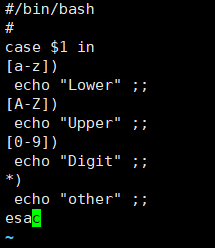 #/bin/bash
#
case $1 in
[a-z])
 echo "Lower" ;;
[A-Z])
 echo "Upper" ;;
[0-9])
 echo "Digit" ;;
*)
 echo "other" ;;
esac
~